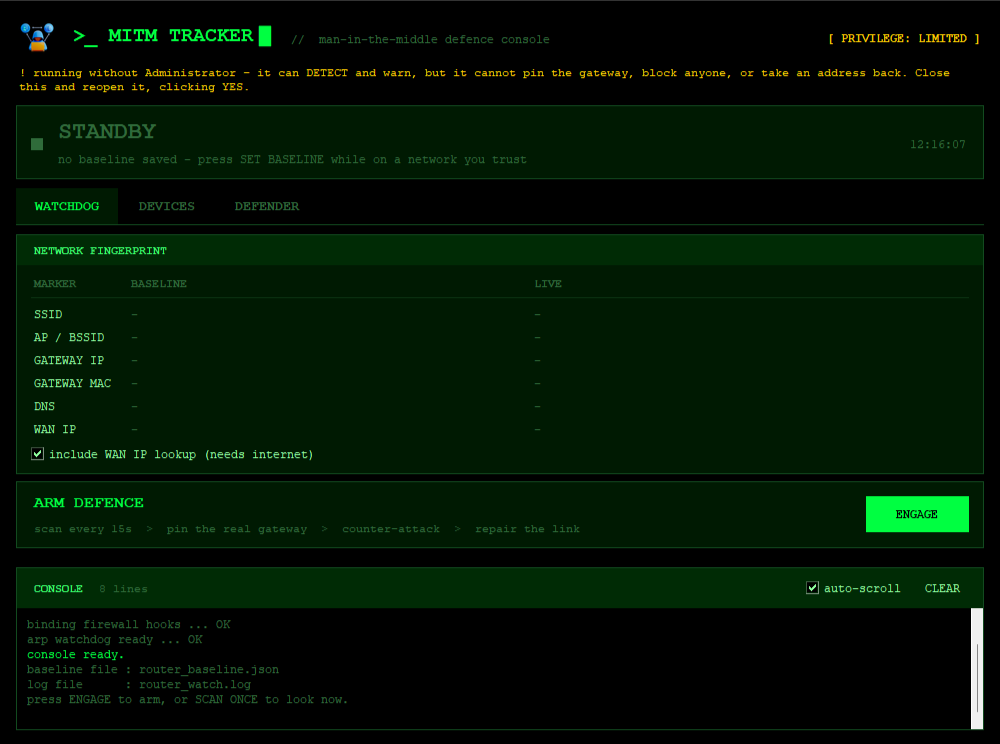 >_ MITM TRACKER // man-in-the-middle defence console [ PRIVILEGE: LIMITED ]
! running without Administrator - it can DETECT and warn, but it cannot pin the gateway, block anyone, or take an address back. Close
this and reopen it, clicking YES.
STANDBY
no baseline saved - press SET BASELINE while on a network you trust
12:16:07
WATCHDOG DEVICES DEFENDER
NETWORK FINGERPRINT
MARKER BASELINE LIVE
SSID - -
AP / BSSID - -
GATEWAY IP - -
GATEWAY MAC - -
DNS - -
WAN IP - -
include WAN IP lookup (needs internet)
ARM DEFENCE
scan every 15s > pin the real gateway > counter-attack > repair the link
ENGAGE
CONSOLE 8 lines auto-scroll CLEAR
binding firewall hooks ... OK
arp watchdog ready ... OK
console ready.
baseline file : router_baseline.json
log file : router_watch.log
press ENGAGE to arm, or SCAN ONCE to look now.